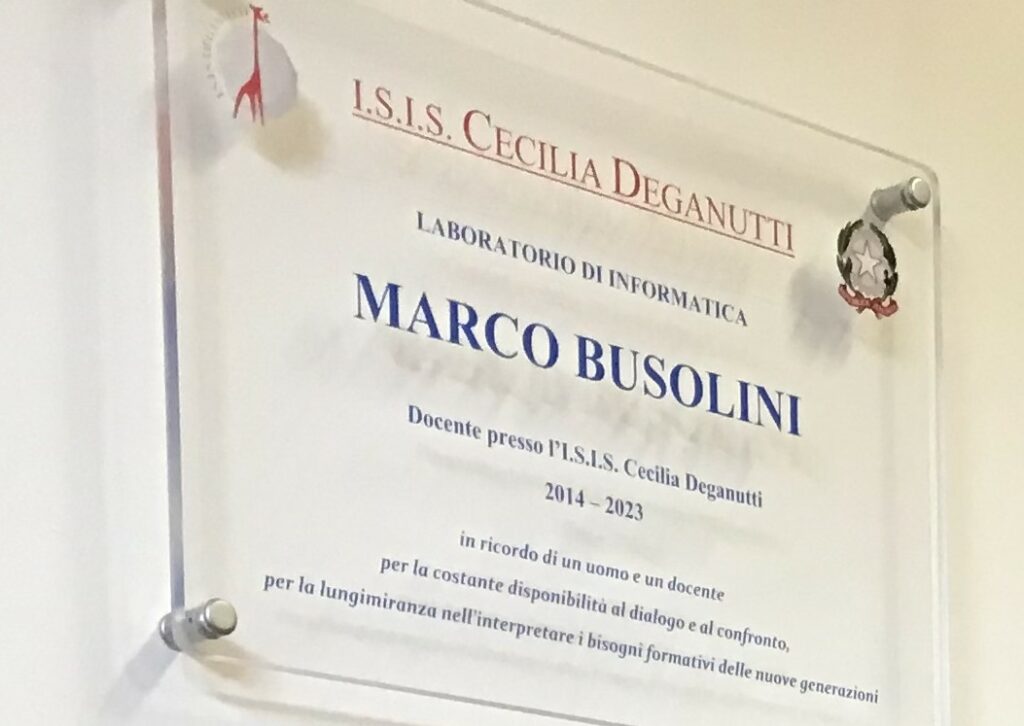 I.S.I.S. CECILIA DEGANUTTI
LABORATORIO DI INFORMATICA
MARCO BUSOLINI
Docente presso l'I.S.I.S. Cecilia Deganutti
2014 – 2023
in ricordo di un uomo e un docente
per la costante disponibilità al dialogo e al confronto,
per la lungimiranza nell'interpretare i bisogni formativi delle nuove generazioni